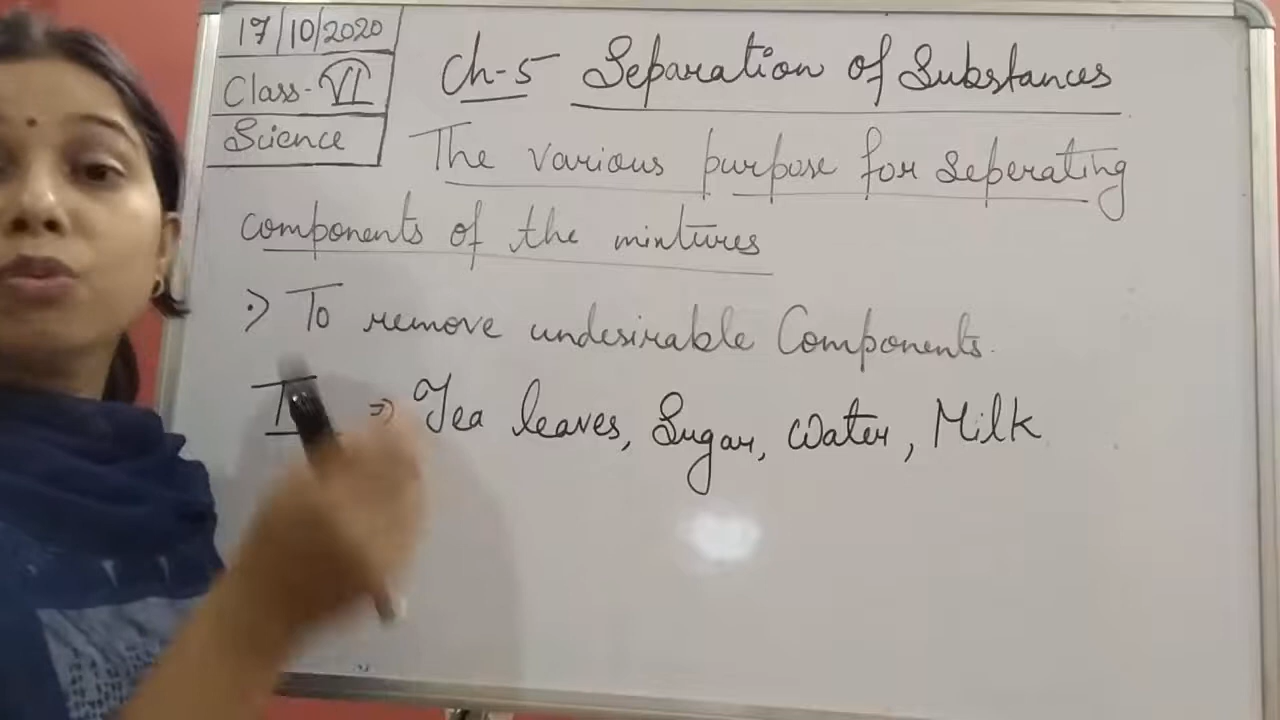 17/10/2020
Class-VI
Science
Ch-5 Separation of Substances
The various purpose for seperating
components of the mixtures
To remove undesirable Components.
⇒ Tea leaves, Sugar, Water, Milk